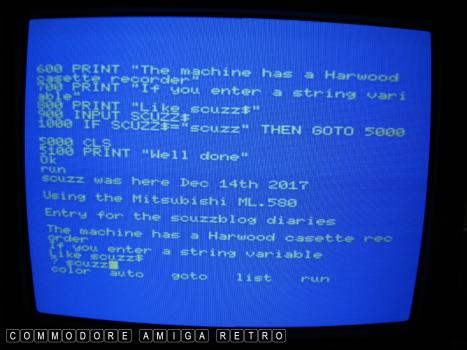 600 PRINT "The machine has a Harwood
casette recorder"
700 PRINT "If you enter a string vari
able"
800 PRINT "Like scuzz$"
900 INPUT SCUZZ$
1000 IF SCUZZ$="scuzz" THEN GOTO 5000
5000 CLS
5100 PRINT "Well done"
Ok
run
scuzz was here Dec 14th 2017
Using the Mitsubishi ML.580
Entry for the scuzzblog diaries
The machine has a Harwood casette rec
order
If you enter a string variable
Like scuzz$
? scuzz
color auto goto list run
COMMODORE AMIGA RETRO